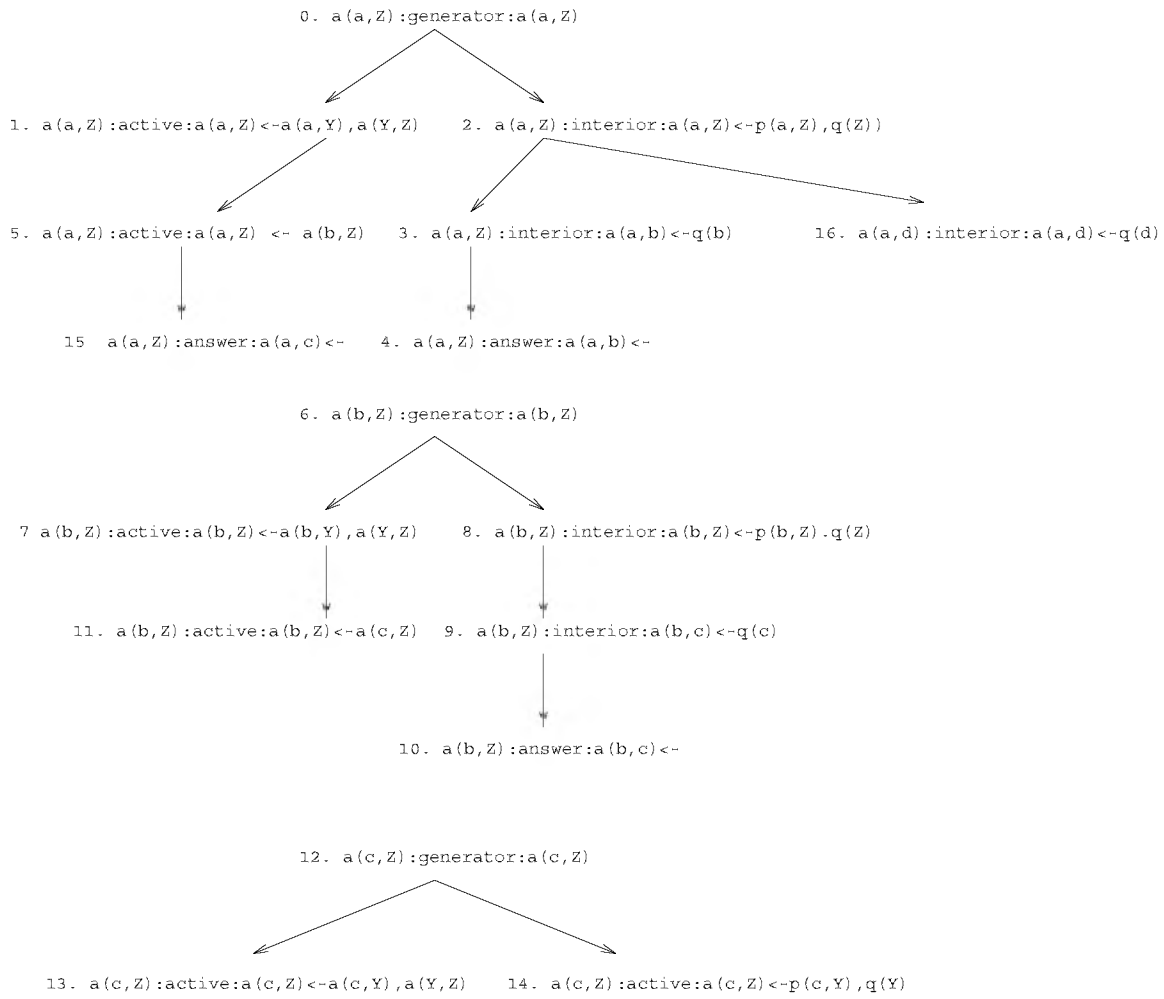 0. a(a,Z):generator:a(a,Z)
1. a(a,Z):active:a(a,Z)<-a(a,Y),a(Y,Z) 2. a(a,Z):interior:a(a,Z)<-p(a,Z),q(Z))
5. a(a,Z):active:a(a,Z) <- a(b,Z) 3. a(a,Z):interior:a(a,b)<-q(b) 16. a(a,d):interior:a(a,d)<-q(d)
15 a(a,Z):answer:a(a,c)<- 4. a(a,Z):answer:a(a,b)<-
6. a(b,Z):generator:a(b,Z)
7 a(b,Z):active:a(b,Z)<-a(b,Y),a(Y,Z) 8. a(b,Z):interior:a(b,Z)<-p(b,Z).q(Z)
11. a(b,Z):active:a(b,Z)<-a(c,Z) 9. a(b,Z):interior:a(b,c)<-q(c)
10. a(b,Z):answer:a(b,c)<-
12. a(c,Z):generator:a(c,Z)
13. a(c,Z):active:a(c,Z)<-a(c,Y),a(Y,Z) 14. a(c,Z):active:a(c,Z)<-p(c,Y),q(Y)